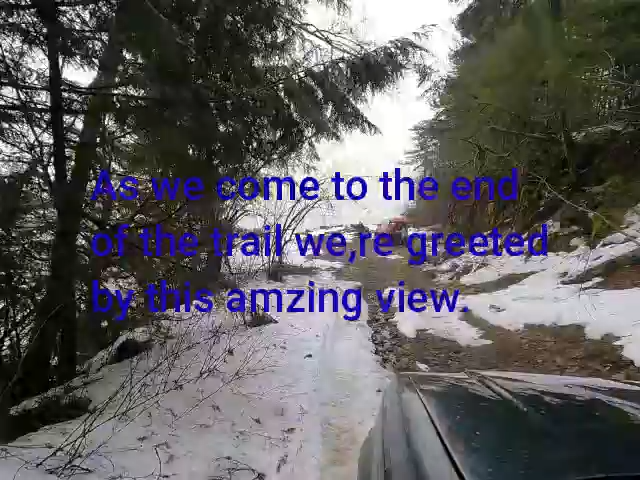 As we come to the end
of the trail we,re greeted
by this amzing view.